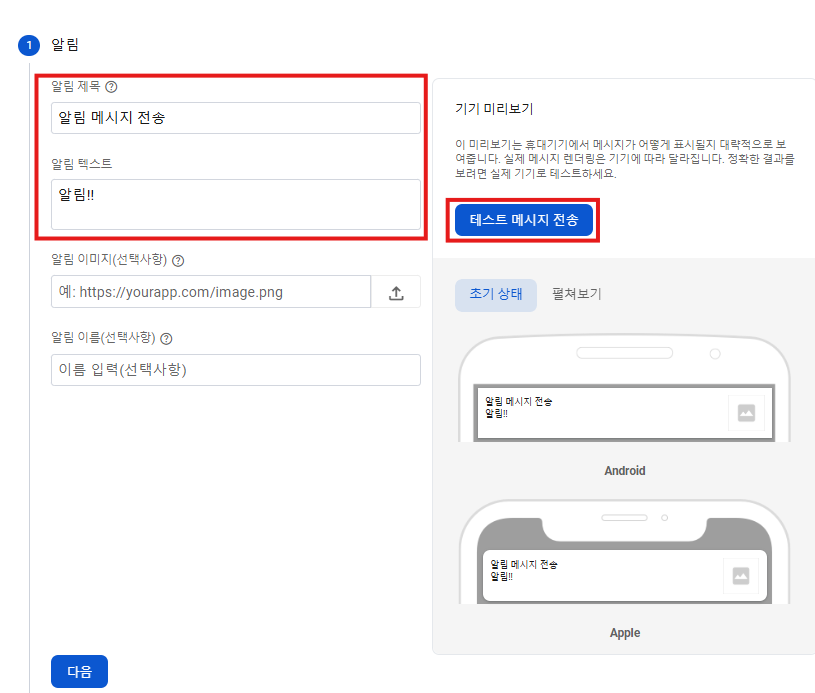 1 알림
알림 제목 ?
알림 메시지 전송
알림 텍스트
알림!!
알림 이미지(선택사항) ?
예: https://yourapp.com/image.png
알림 이름(선택사항) ?
이름 입력(선택사항)
다음
기기 미리보기
이 미리보기는 휴대기기에서 메시지가 어떻게 표시될지 대략적으로 보
여줍니다. 실제 메시지 렌더링은 기기에 따라 달라집니다. 정확한 결과를
보려면 실제 기기로 테스트하세요.
테스트 메시지 전송
초기 상태 펼쳐보기
알림 메시지 전송
알림!!
Android
알림 메시지 전송
알림!!
Apple